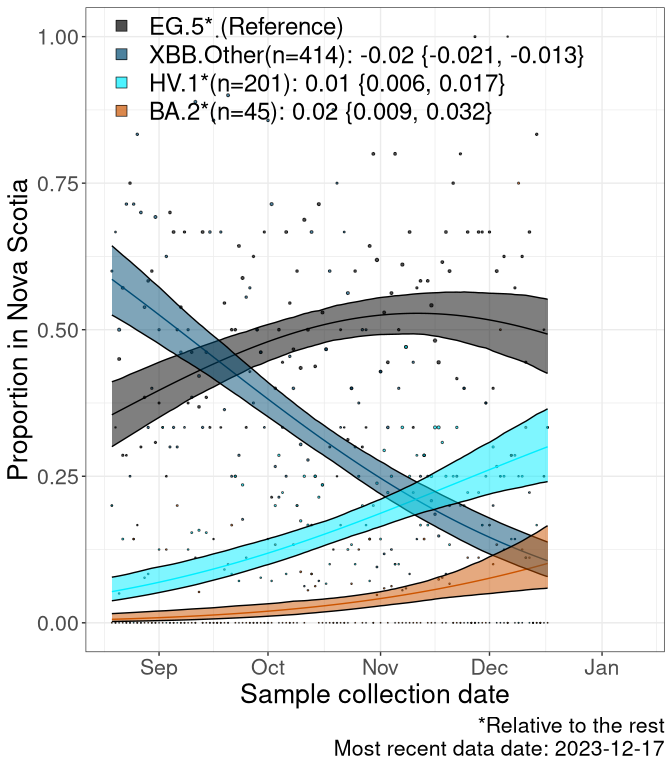 EG.5*(Reference)
XBB.Other(n=414): -0.02 {-0.021, -0.013}
HV.1*(n=201): 0.01 {0.006, 0.017}
BA.2*(n=45): 0.02 {0.009, 0.032}
1.00
0.75
0.50
0.25
0.00
Proportion in Nova Scotia
Sep Oct Nov Dec Jan
Sample collection date
*Relative to the rest
Most recent data date: 2023-12-17